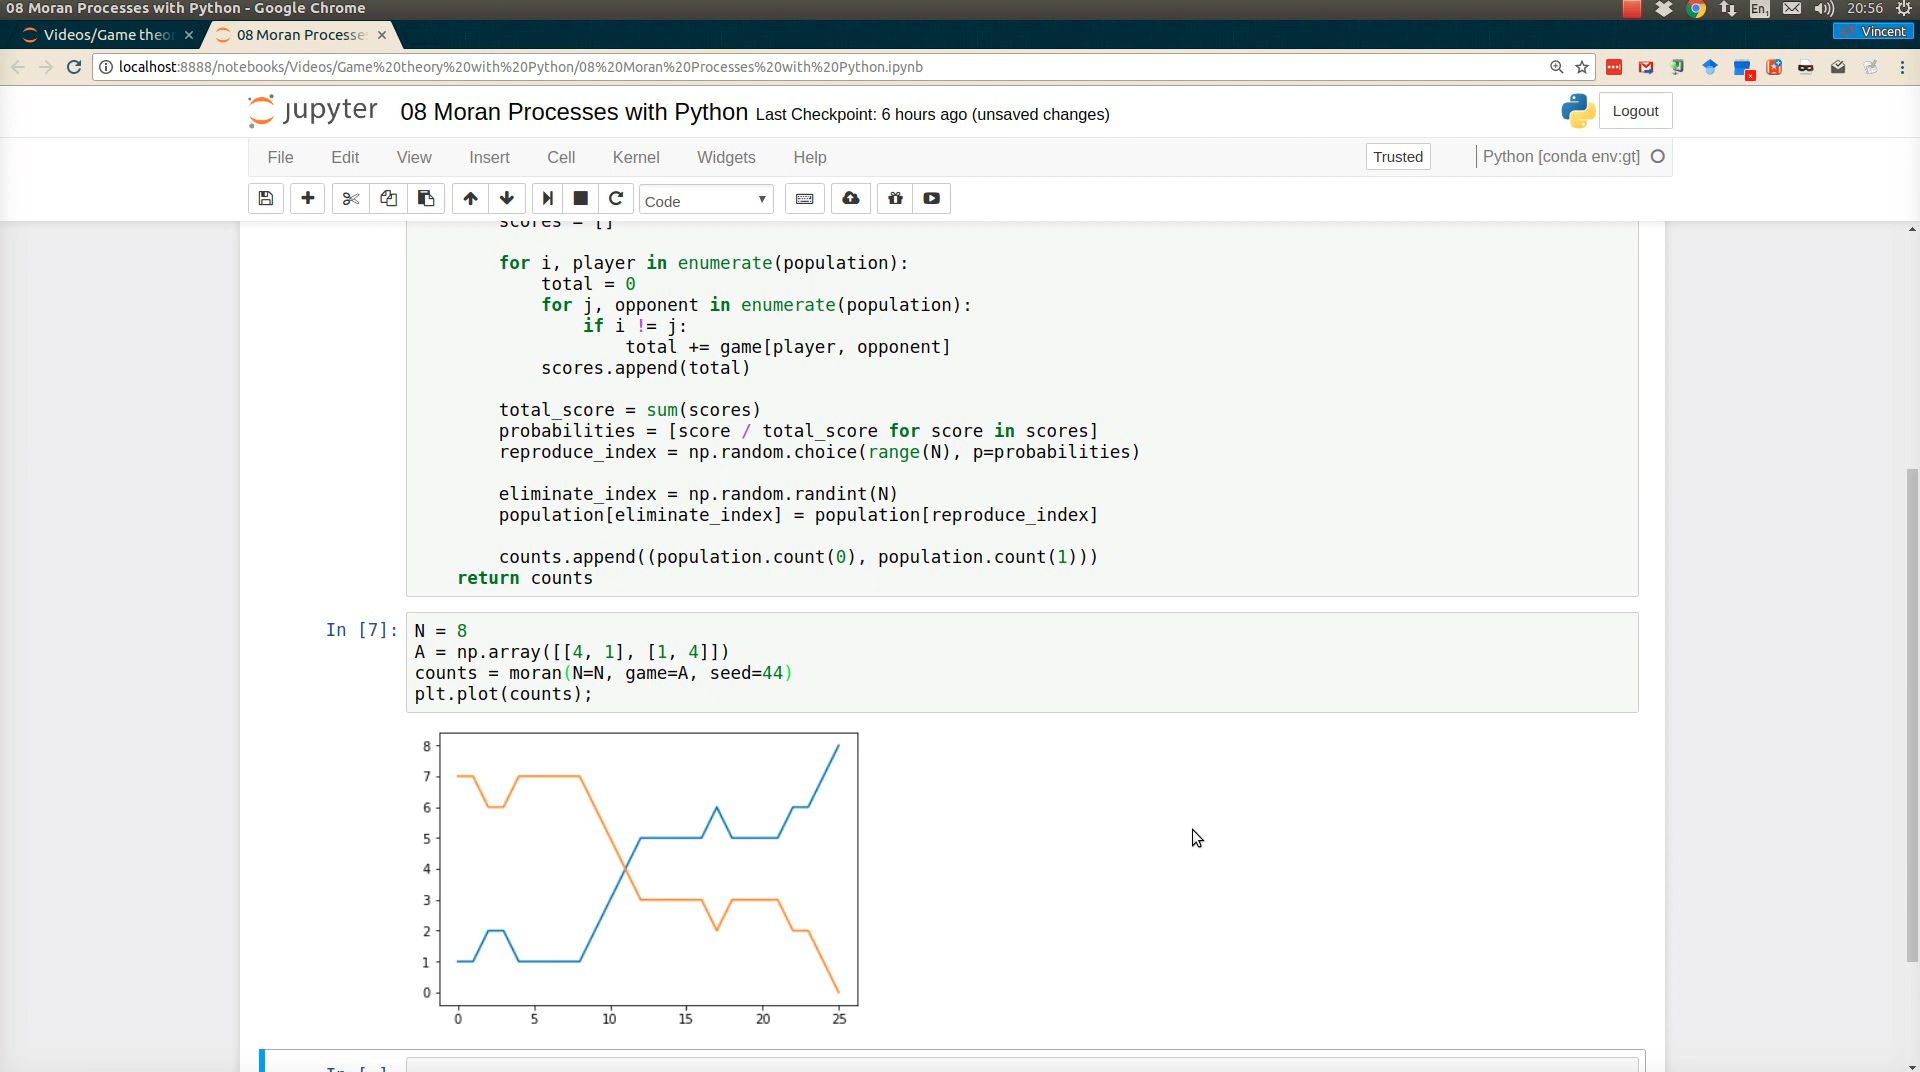 08 Moran Processes with Python - Google Chrome
En1
20:56
Videos/Game theo
08 Moran Processe
Vincent
localhost:8888/notebooks/Videos/Game%20theory%20with%20Python/08%20Moran%20Processes%20with%20Python.ipynb
jupyter 08 Moran Processes with Python Last Checkpoint: 6 hours ago (unsaved changes)
Logout
File Edit View Insert Cell Kernel Widgets Help
Trusted
Python [conda env:gt]
Code
scores = []
for i, player in enumerate(population):
total = 0
for j, opponent in enumerate(population):
if i != j:
total += game[player, opponent]
scores.append(total)
total_score = sum(scores)
probabilities = [score / total_score for score in scores]
reproduce_index = np.random.choice(range(N), p=probabilities)
eliminate_index = np.random.randint(N)
population[eliminate_index] = population[reproduce_index]
counts.append((population.count(0), population.count(1)))
return counts
In [7]:
N = 8
A = np.array([[4, 1], [1, 4]])
counts = moran(N=N, game=A, seed=44)
plt.plot(counts);
8
7
6
5
4
3
2
1
0
0 5 10 15 20 25
In [ ]